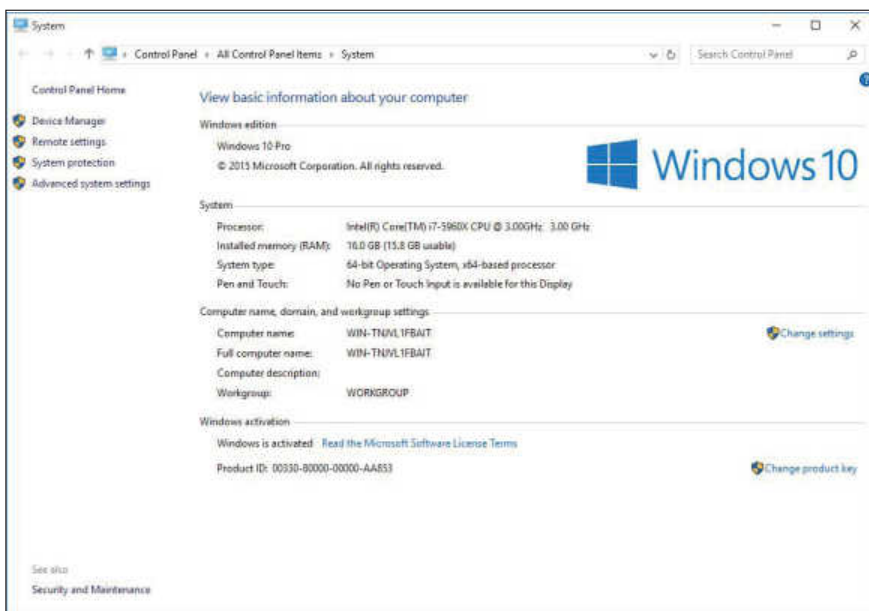 System
Control Panel › All Control Panel Items › System
Search Control Panel
Control Panel Home
Device Manager
Remote settings
System protection
Advanced system settings
View basic information about your computer
Windows edition
Windows 10 Pro
© 2015 Microsoft Corporation. All rights reserved.
Windows 10
System
Processor: Intel(R) Core(TM) i7-5960X CPU @ 3.00GHz 3.00 GHz
Installed memory (RAM): 16.0 GB (15.8 GB usable)
System type: 64-bit Operating System, x64-based processor
Pen and Touch: No Pen or Touch Input is available for this Display
Computer name, domain, and workgroup settings
Computer name:
Change settings
Full computer name:
Computer description:
Workgroup: WORKGROUP
Windows activation
Windows is activated Read the Microsoft Software License Terms
Product ID: 00330-80000-00000-AA853
Change product key
See also
Security and Maintenance